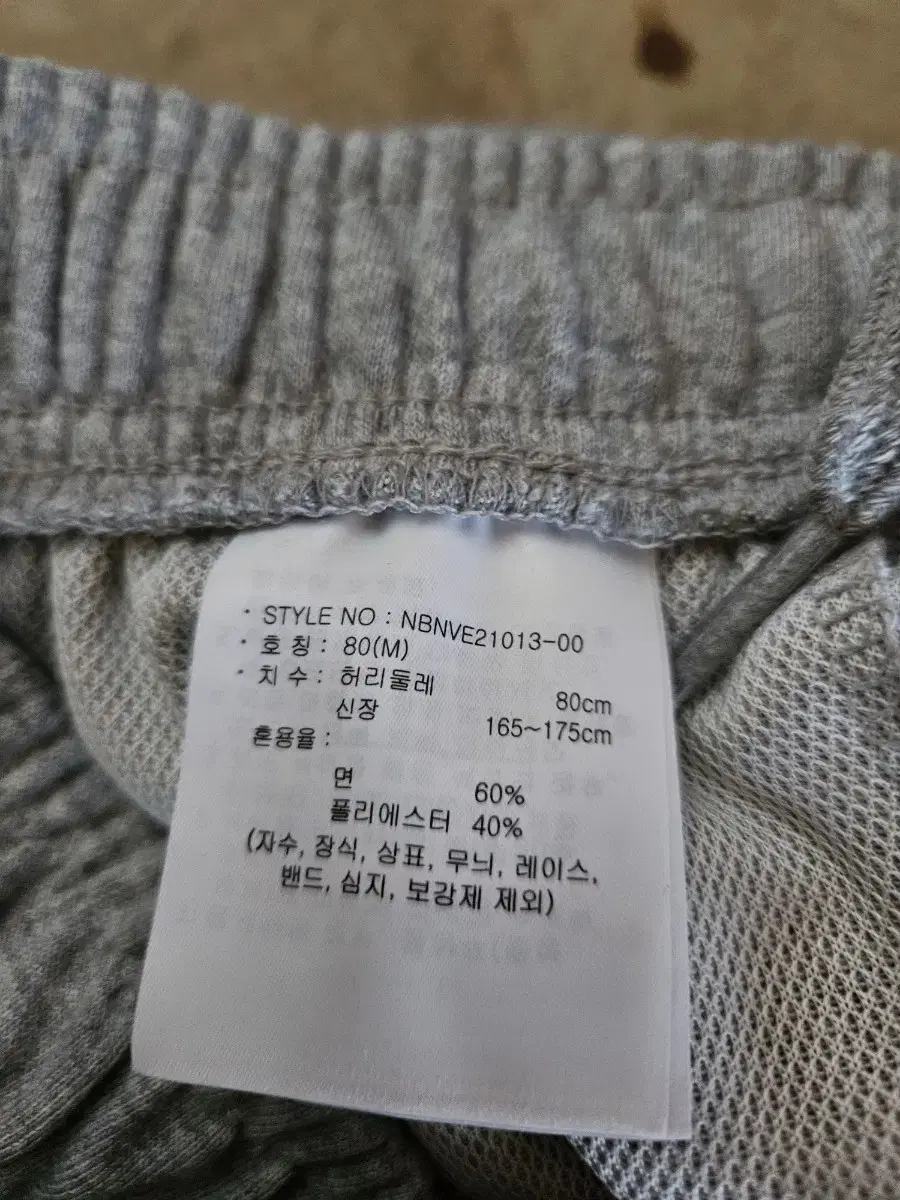 · STYLE NO : NBNVE21013-00
· 호 칭 : 80(M)
· 치 수 : 허리둘레 80cm
신장 165~175cm
혼용율 :
면 60%
폴리에스터 40%
(자수, 장식, 상표, 무늬, 레이스,
밴드, 심지, 보강제 제외)